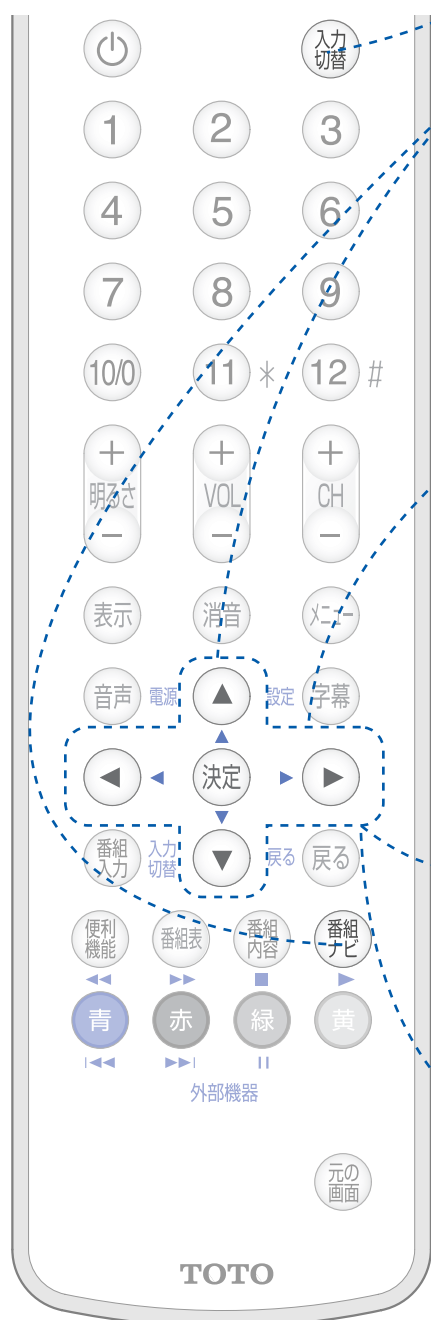 入力
切替
1 2 3
4 5 6
7 8 9
10/0 11 * 12 #
+ + +
明るさ VOL CH
− − −
表示 消音 メニュー
音声 電源 ▲ 設定 字幕
▲
◀ ◀ 決定 ▶ ▶
▼
番組
入力
入力
切替
▼
戻る
戻る
便利
機能
番組表
番組
内容
番組
ナビ
◀◀ ▶▶ ■ ▶
青 赤 緑 黄
|◀◀ ▶▶| II
外部機器
元の
画面
TOTO